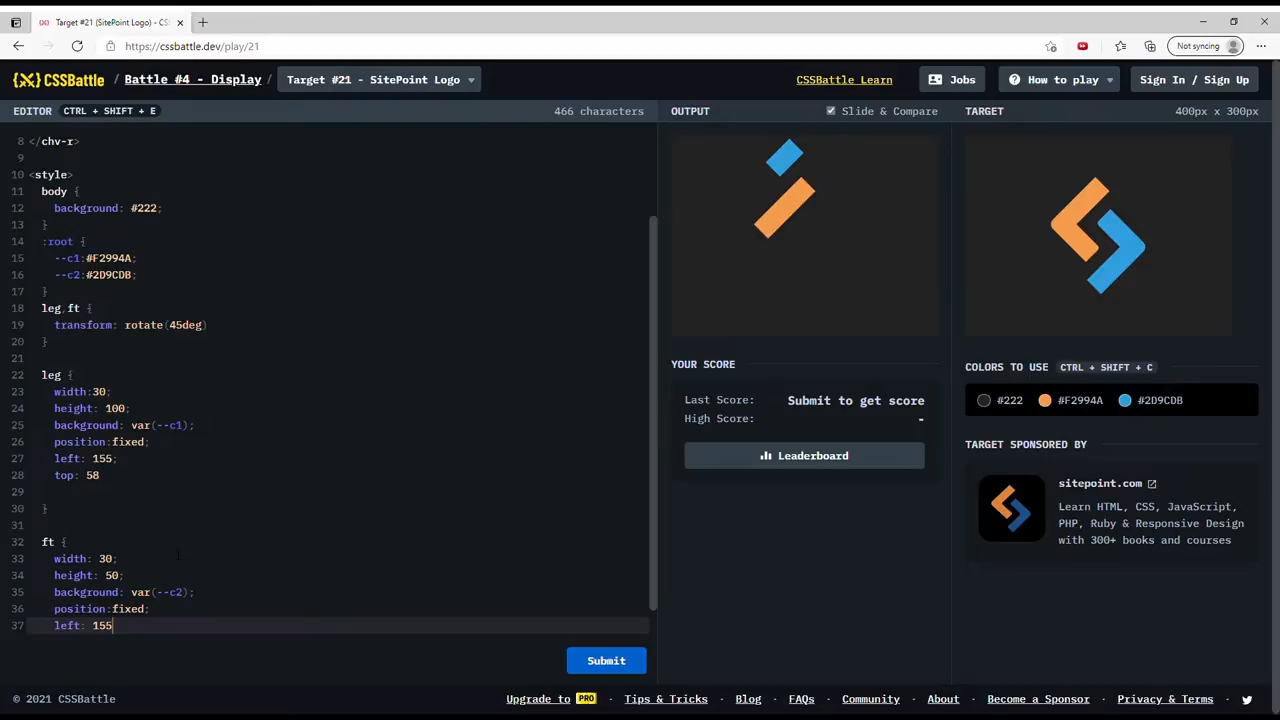 Target #21 (SitePoint Logo) - CS
https://cssbattle.dev/play/21
Not syncing
{X} CSSBattle / Battle #4 - Display / Target #21 - SitePoint Logo
CSSBattle Learn
Jobs
How to play
Sign In / Sign Up
EDITOR CTRL + SHIFT + E 466 characters
8 </chv-r>
9
10 <style>
11 body {
12 background: #222;
13 }
14 :root {
15 --c1:#F2994A;
16 --c2:#2D9CDB;
17 }
18 leg,ft {
19 transform: rotate(45deg)
20 }
21
22 leg {
23 width:30;
24 height: 100;
25 background: var(--c1);
26 position:fixed;
27 left: 155;
28 top: 58
29
30 }
31
32 ft {
33 width: 30;
34 height: 50;
35 background: var(--c2);
36 position:fixed;
37 left: 155
Submit
OUTPUT Slide & Compare
YOUR SCORE
Last Score: Submit to get score
High Score: -
Leaderboard
TARGET 400px x 300px
COLORS TO USE CTRL + SHIFT + C
#222 #F2994A #2D9CDB
TARGET SPONSORED BY
sitepoint.com
Learn HTML, CSS, JavaScript,
PHP, Ruby & Responsive Design
with 300+ books and courses
© 2021 CSSBattle
Upgrade to PRO · Tips & Tricks · Blog · FAQs · Community · About · Become a Sponsor · Privacy & Terms ·